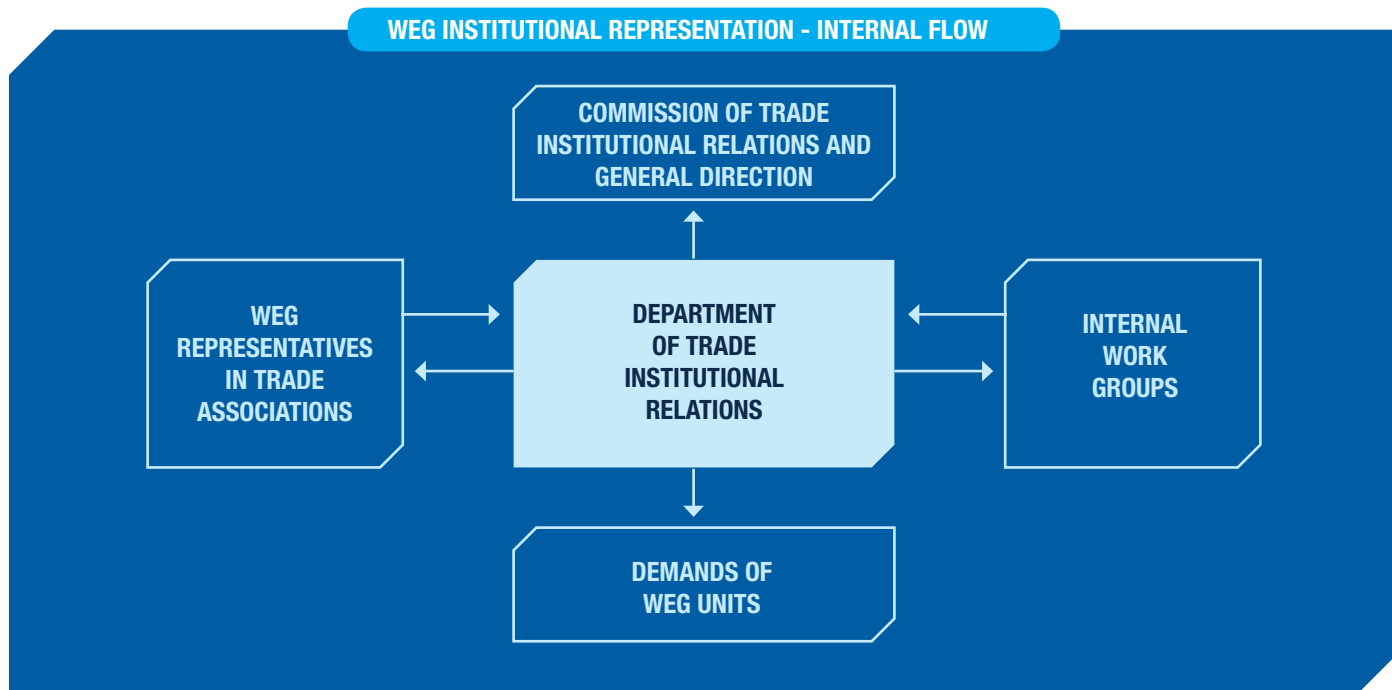 WEG INSTITUTIONAL REPRESENTATION - INTERNAL FLOW
COMMISSION OF TRADE
INSTITUTIONAL RELATIONS AND
GENERAL DIRECTION
WEG
REPRESENTATIVES
IN TRADE
ASSOCIATIONS
DEPARTMENT
OF TRADE
INSTITUTIONAL
RELATIONS
INTERNAL
WORK
GROUPS
DEMANDS OF
WEG UNITS